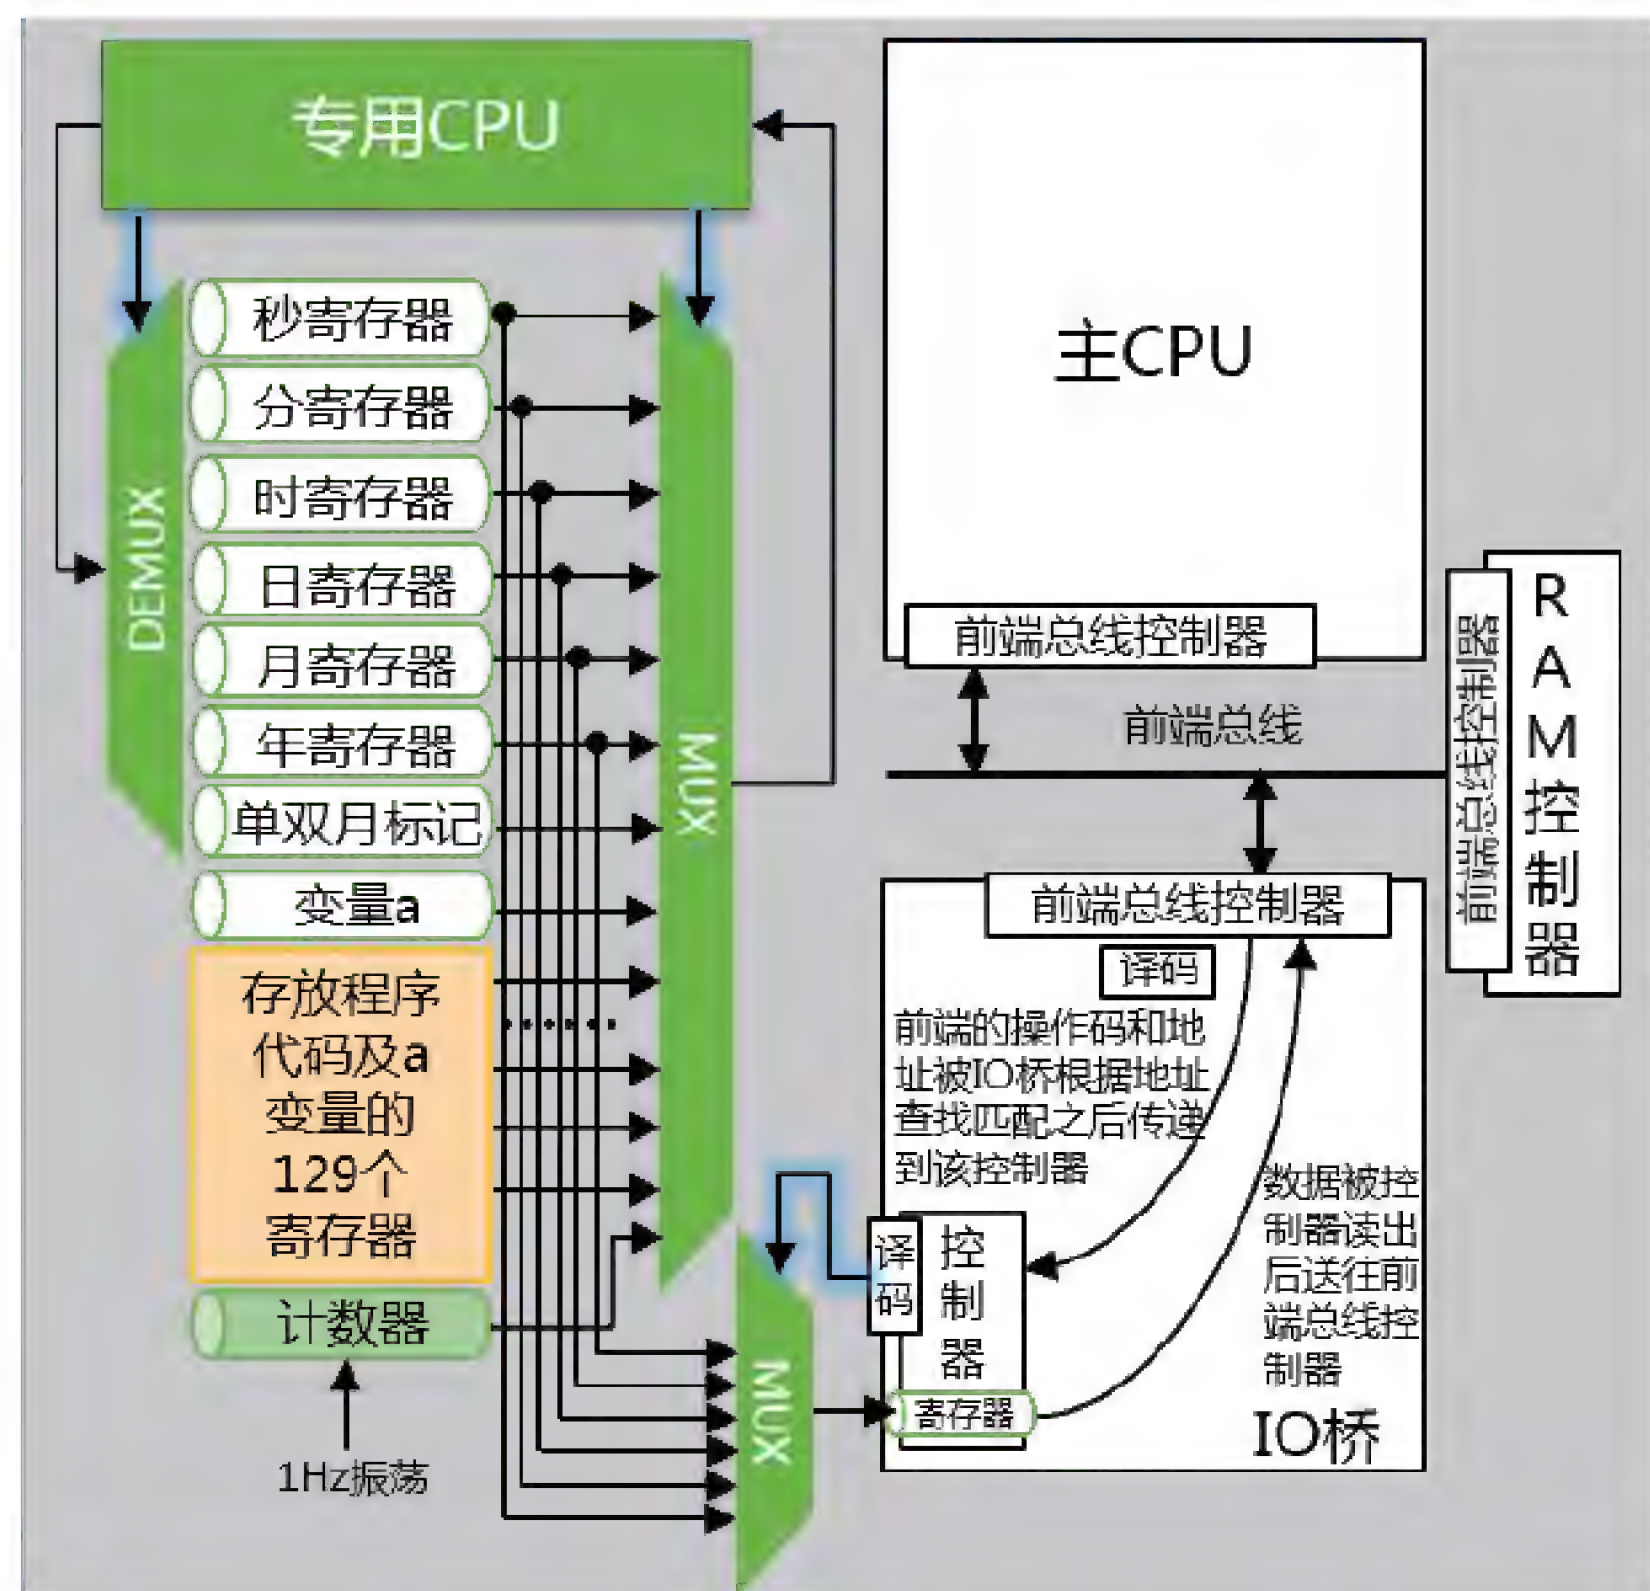 专用CPU
DEMUX
秒寄存器
分寄存器
时寄存器
日寄存器
月寄存器
年寄存器
单双月标记
变量a
存放程序
代码及a
变量的
129个
寄存器
计数器
1Hz振荡
MUX
MUX
主CPU
前端总线控制器
前端总线
前端总线控制器
RAM控制器
前端总线控制器
译码
前端的操作码和地
址被IO桥根据地址
查找匹配之后传递
到该控制器
译码
控制器
寄存器
数据被控
制器读出
后送往前
端总线控
制器
IO桥